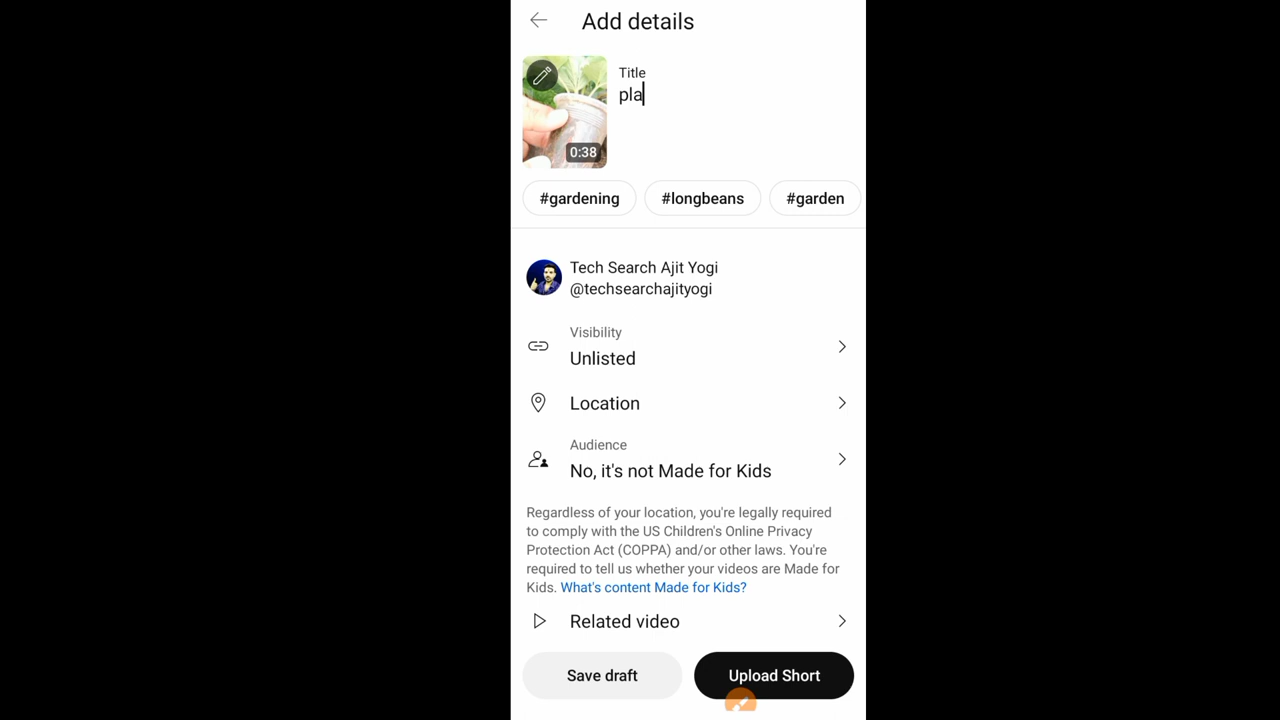 Add details
Title
pla
0:38
#gardening #longbeans #garden
Tech Search Ajit Yogi
@techsearchajityogi
Visibility
Unlisted
Location
Audience
No, it's not Made for Kids
Regardless of your location, you're legally required
to comply with the US Children's Online Privacy
Protection Act (COPPA) and/or other laws. You're
required to tell us whether your videos are Made for
Kids. What's content Made for Kids?
Related video
Save draft Upload Short